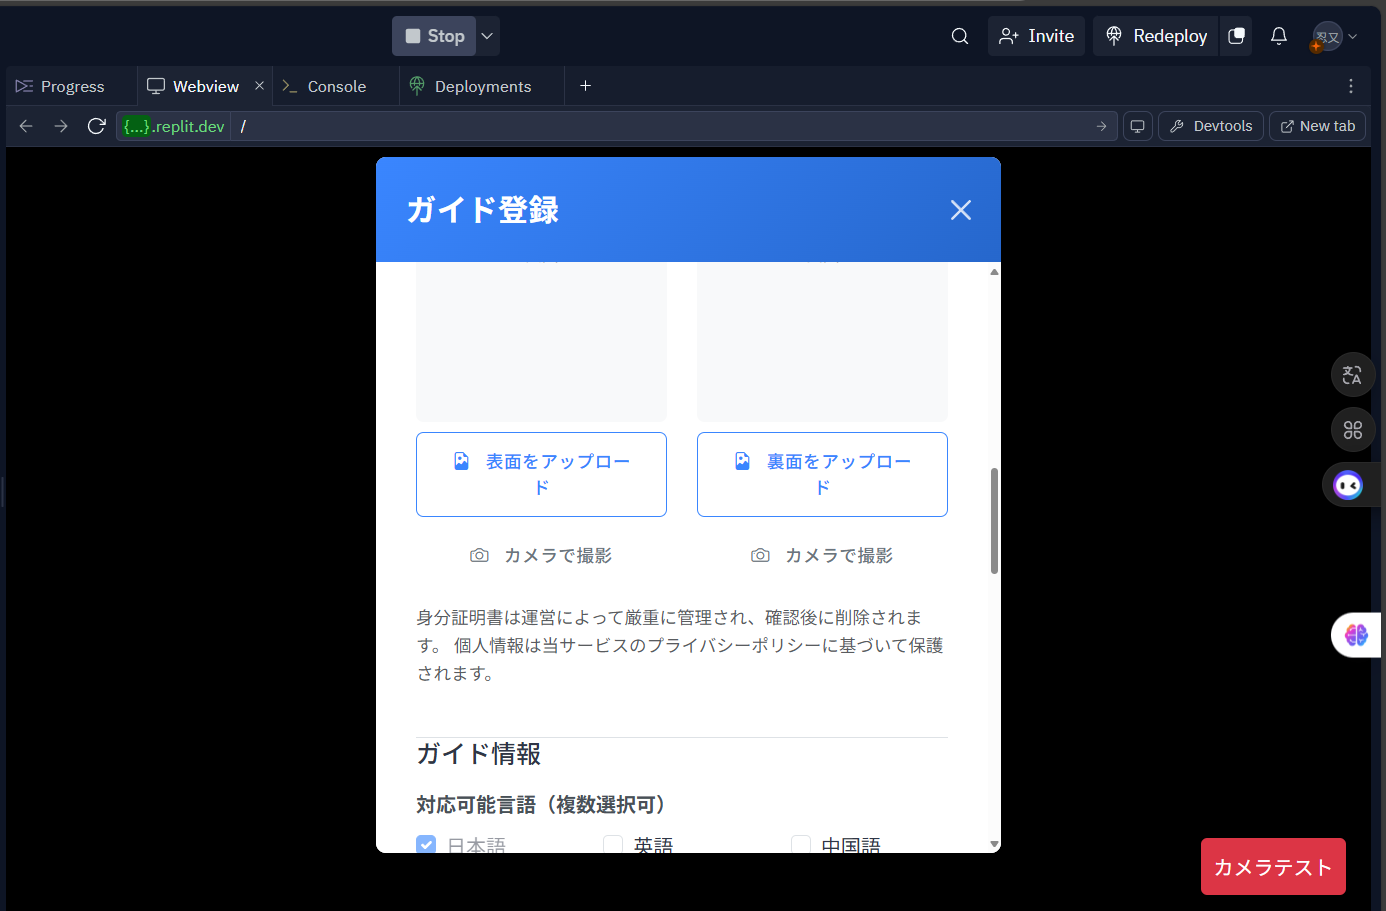 Stop
Invite
Redeploy
Progress
Webview
Console
Deployments
{...}.replit.dev
/
Devtools
New tab
ガイド登録
表面をアップロー
ド
裏面をアップロー
ド
カメラで撮影
カメラで撮影
身分証明書は運営によって厳重に管理され、確認後に削除されま
す。 個人情報は当サービスのプライバシーポリシーに基づいて保護
されます。
ガイド情報
対応可能言語（複数選択可）
日本語
英語
中国語
カメラテスト